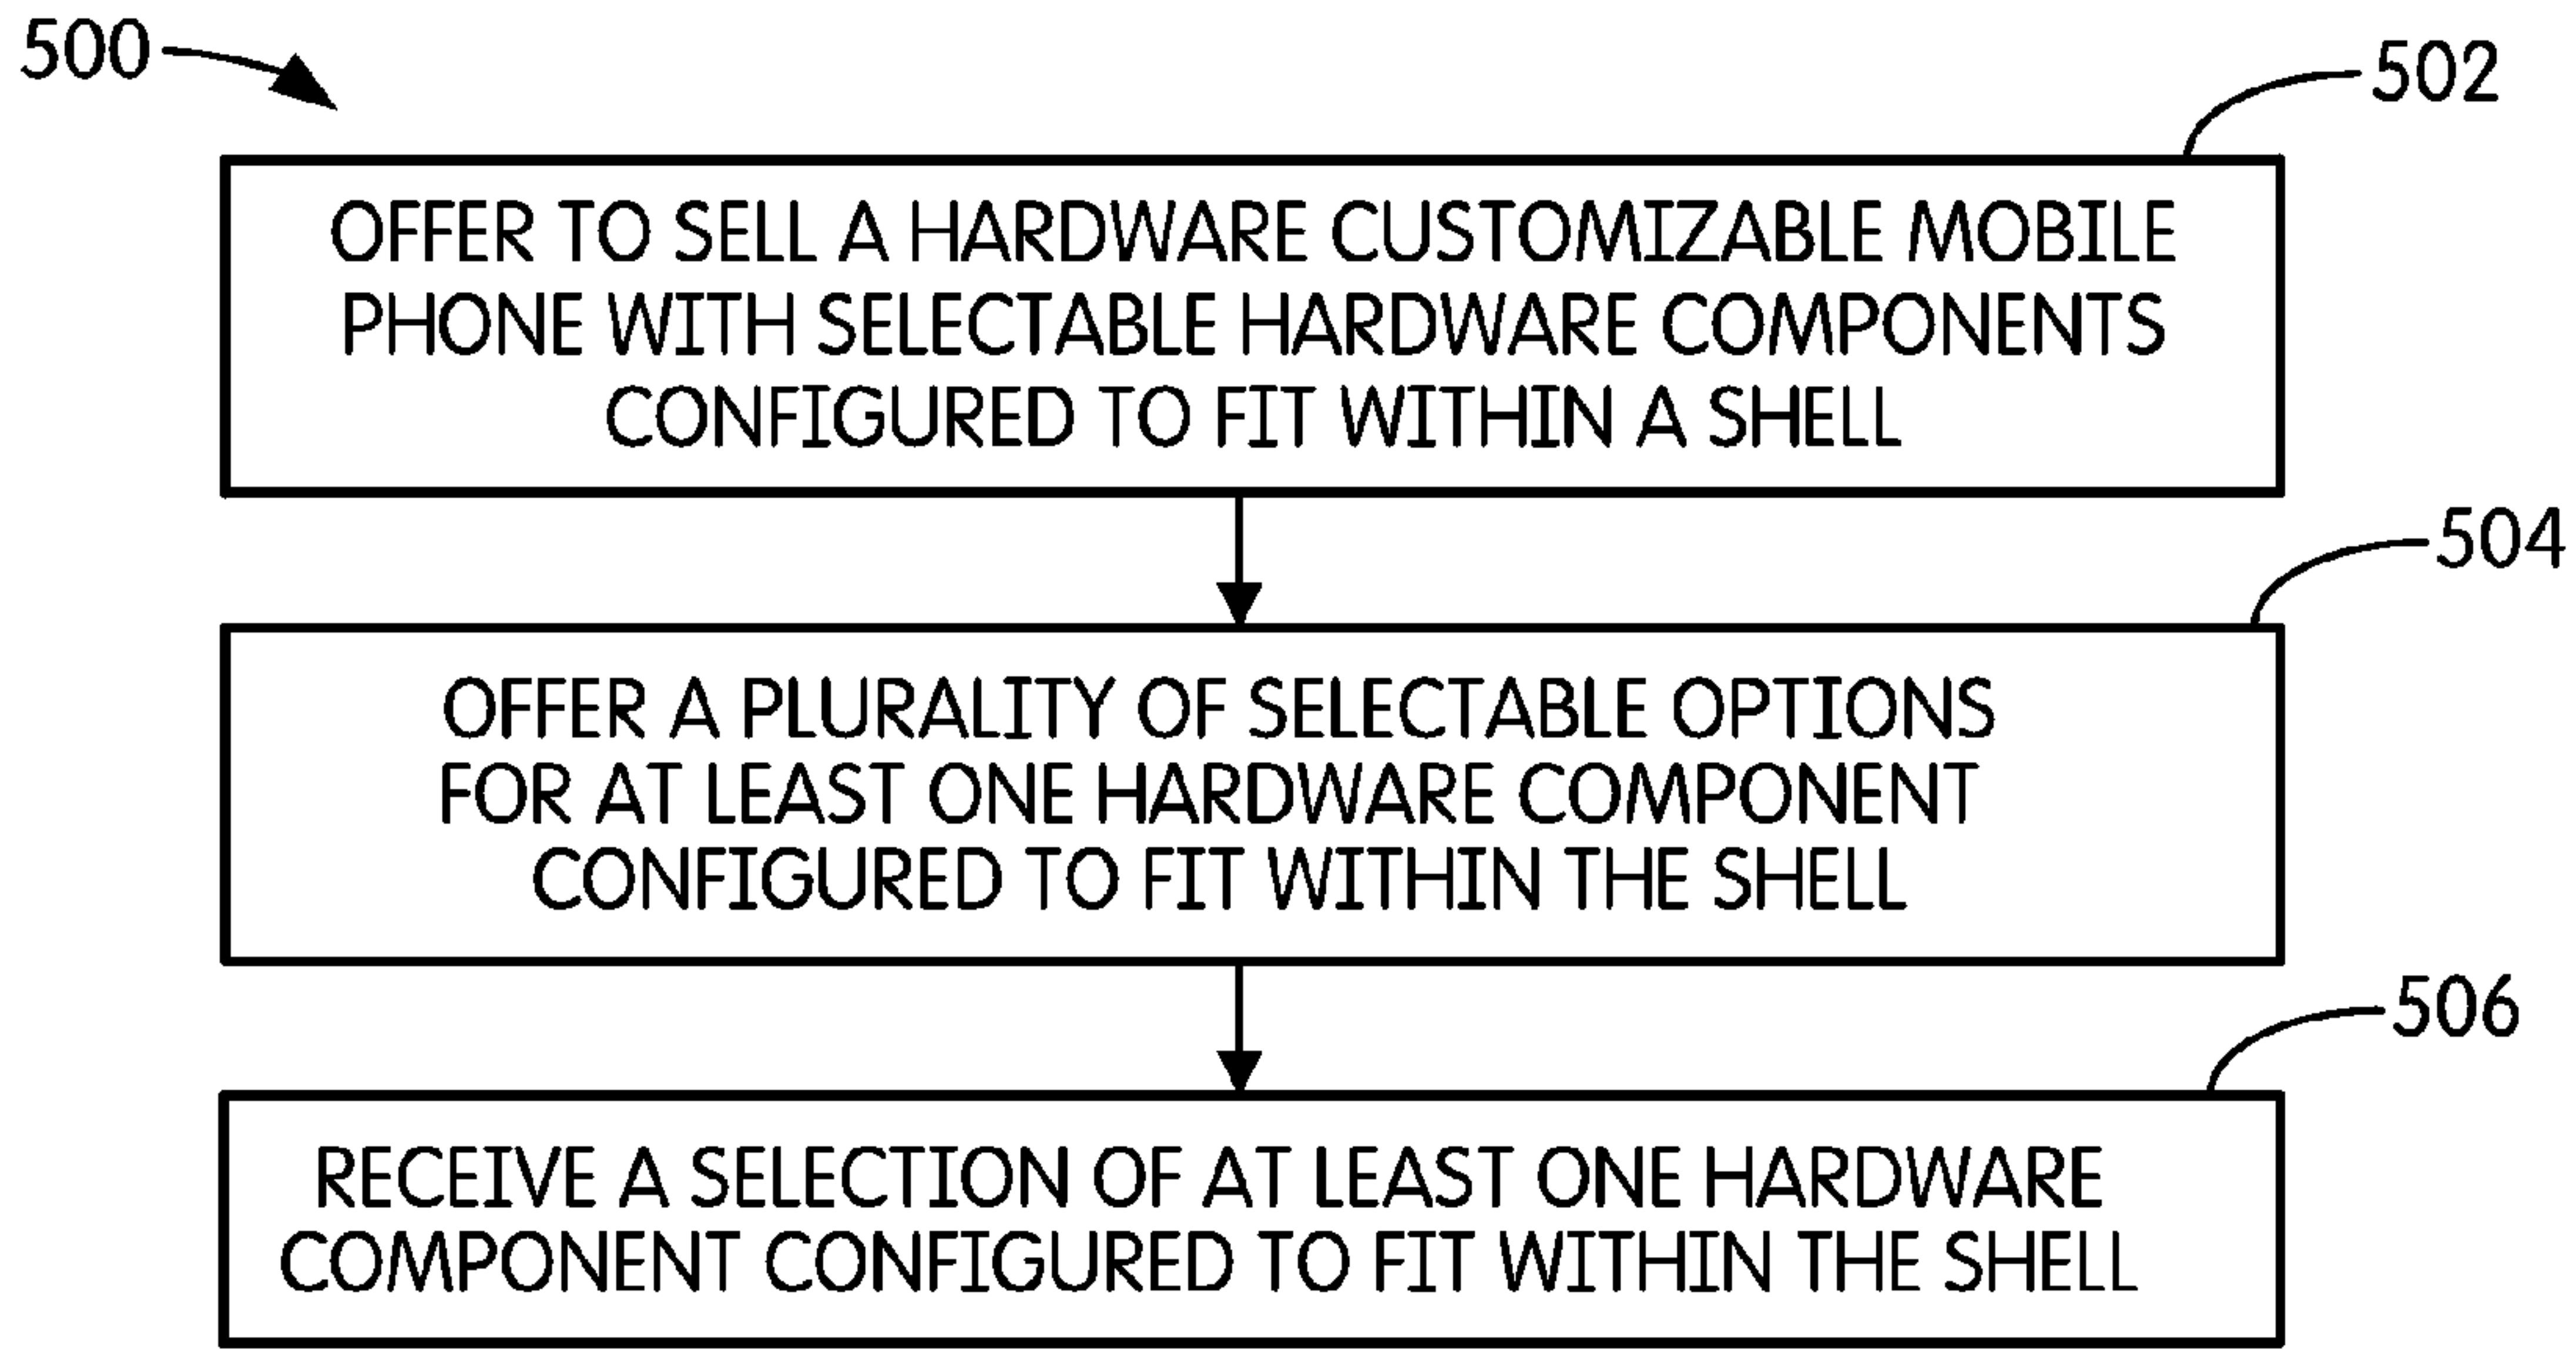 500
502
OFFER TO SELL A HARDWARE CUSTOMIZABLE MOBILE
PHONE WITH SELECTABLE HARDWARE COMPONENTS
CONFIGURED TO FIT WITHIN A SHELL
504
OFFER A PLURALITY OF SELECTABLE OPTIONS
FOR AT LEAST ONE HARDWARE COMPONENT
CONFIGURED TO FIT WITHIN THE SHELL
506
RECEIVE A SELECTION OF AT LEAST ONE HARDWARE
COMPONENT CONFIGURED TO FIT WITHIN THE SHELL